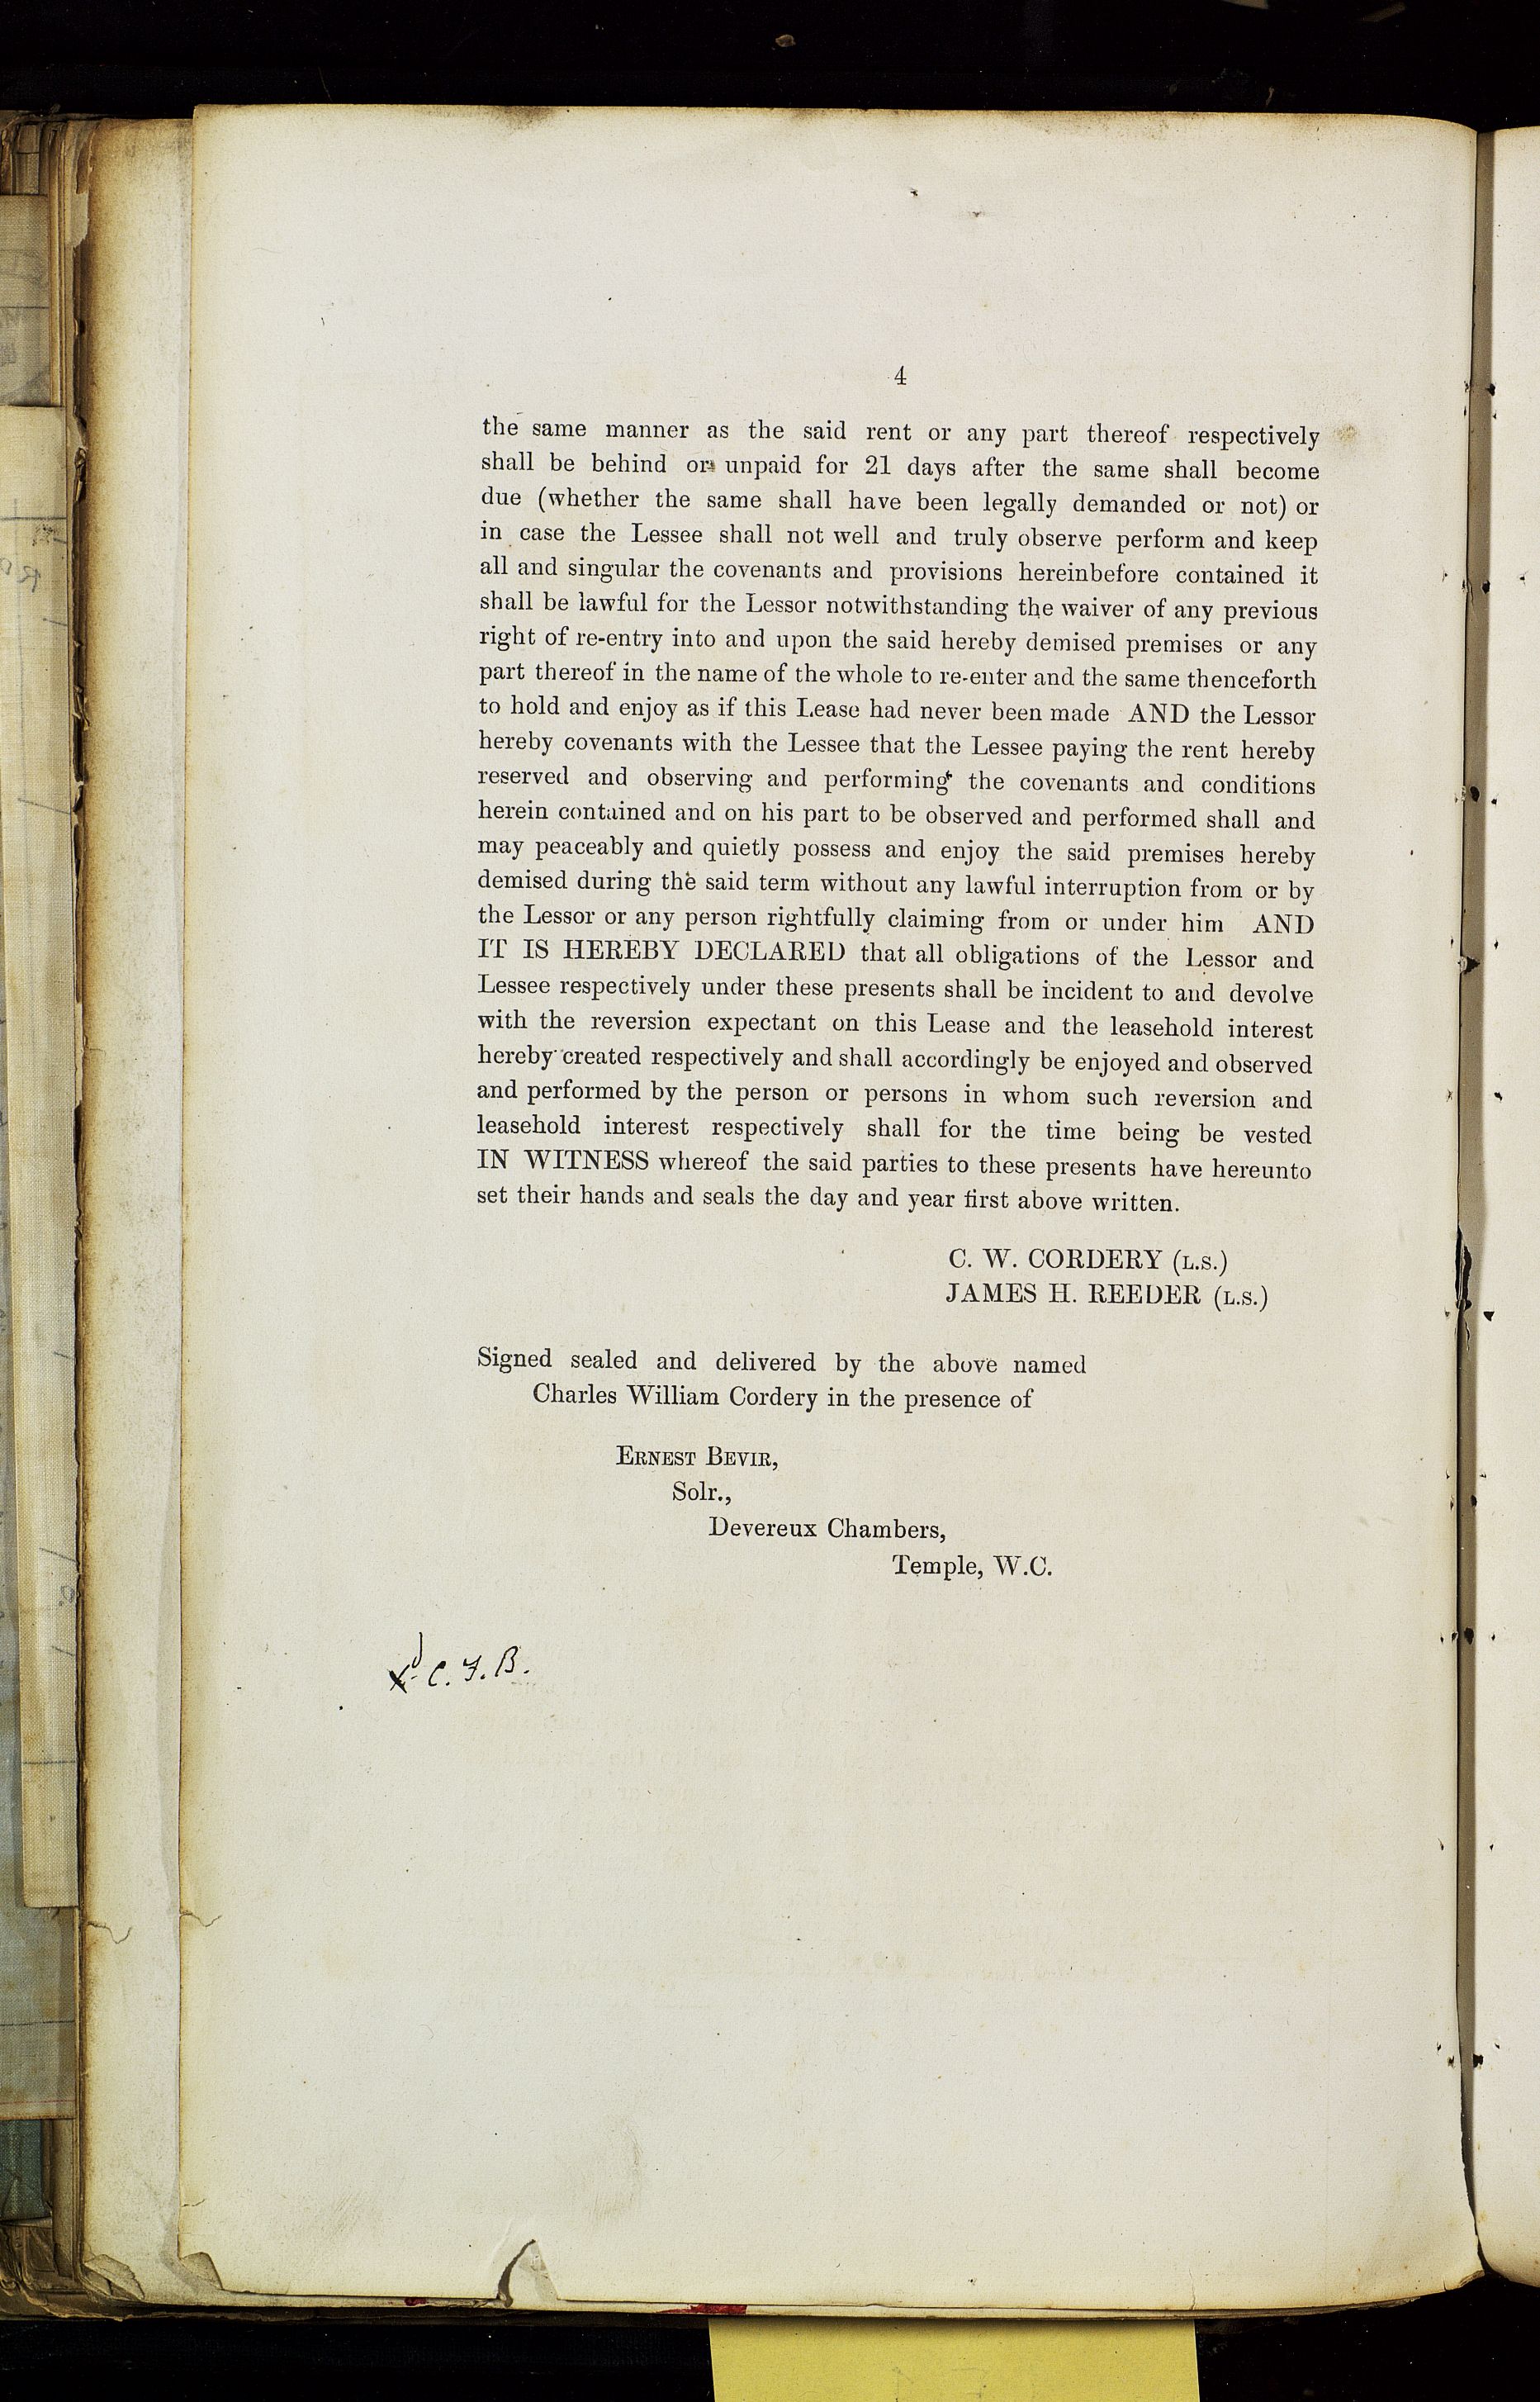 4
the same manner as the said rent or any part thereof respectively
shall be behind or unpaid for 21 days after the same shall become
due (whether the same shall have been legally demanded or not) or
in case the Lessee shall not well and truly observe perform and keep
all and singular the covenants and provisions hereinbefore contained it
shall be lawful for the Lessor notwithstanding the waiver of any previous
right of re-entry into and upon the said hereby demised premises or any
part thereof in the name of the whole to re-enter and the same thenceforth
to hold and enjoy as if this Lease had never been made AND the Lessor
hereby covenants with the Lessee that the Lessee paying the rent hereby
reserved and observing and performing the covenants and conditions
herein contained and on his part to be observed and performed shall and
may peaceably and quietly possess and enjoy the said premises hereby
demised during the said term without any lawful interruption from or by
the Lessor or any person rightfully claiming from or under him AND
IT IS HEREBY DECLARED that all obligations of the Lessor and
Lessee respectively under these presents shall be incident to and devolve
with the reversion expectant on this Lease and the leasehold interest
hereby created respectively and shall accordingly be enjoyed and observed
and performed by the person or persons in whom such reversion and
leasehold interest respectively shall for the time being be vested
IN WITNESS whereof the said parties to these presents have hereunto
set their hands and seals the day and year first above written.
C. W. CORDERY (L.S.)
JAMES H. REEDER (L.S.)
Signed sealed and delivered by the above named
Charles William Cordery in the presence of
ERNEST BEVIR,
Solr.,
Devereux Chambers,
Temple, W.C.
C. F. B.